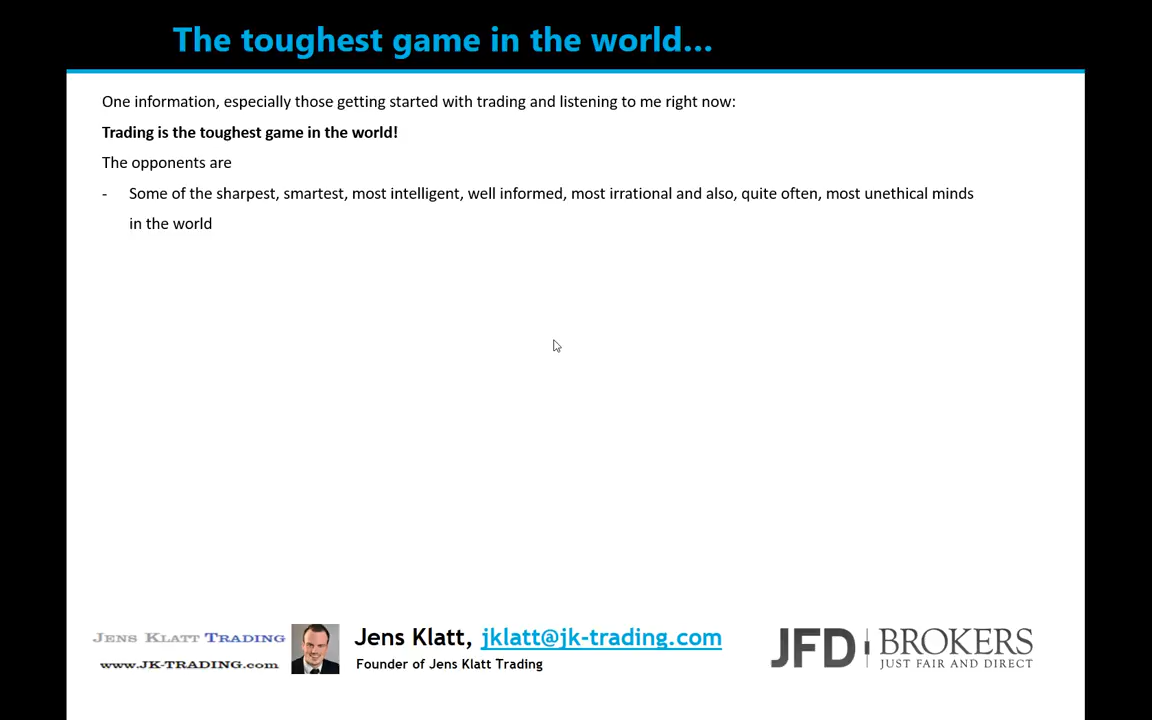 The toughest game in the world...
One information, especially those getting started with trading and listening to me right now:
Trading is the toughest game in the world!
The opponents are
- Some of the sharpest, smartest, most intelligent, well informed, most irrational and also, quite often, most unethical minds
in the world
JENS KLATT TRADING
www.JK-TRADING.com
Jens Klatt, jklatt@jk-trading.com
Founder of Jens Klatt Trading
JFD BROKERS
JUST FAIR AND DIRECT